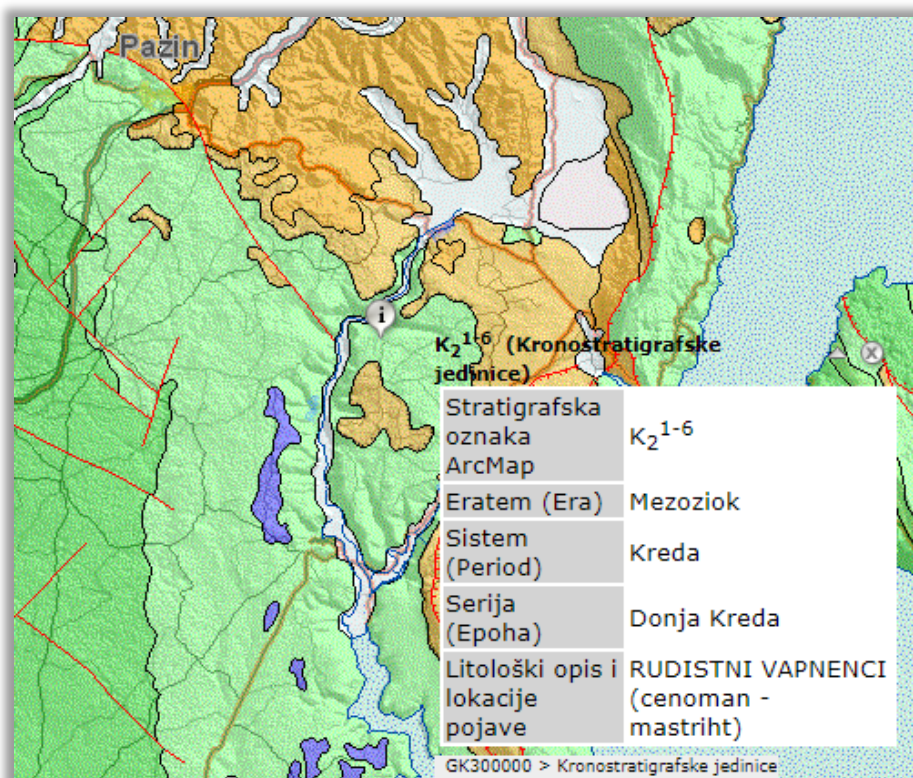 Pazin
i
K₂¹⁻⁶ (Kronostratigrafske
jedinice)
Stratigrafska
oznaka
ArcMap
K₂¹⁻⁶
Eratem (Era)
Mezoziok
Sistem
(Period)
Kreda
Serija
(Epoha)
Donja Kreda
Litološki opis i
lokacije
pojave
RUDISTNI VAPNENCI
(cenoman -
mastriht)
GK300000 > Kronostratigrafske jedinice